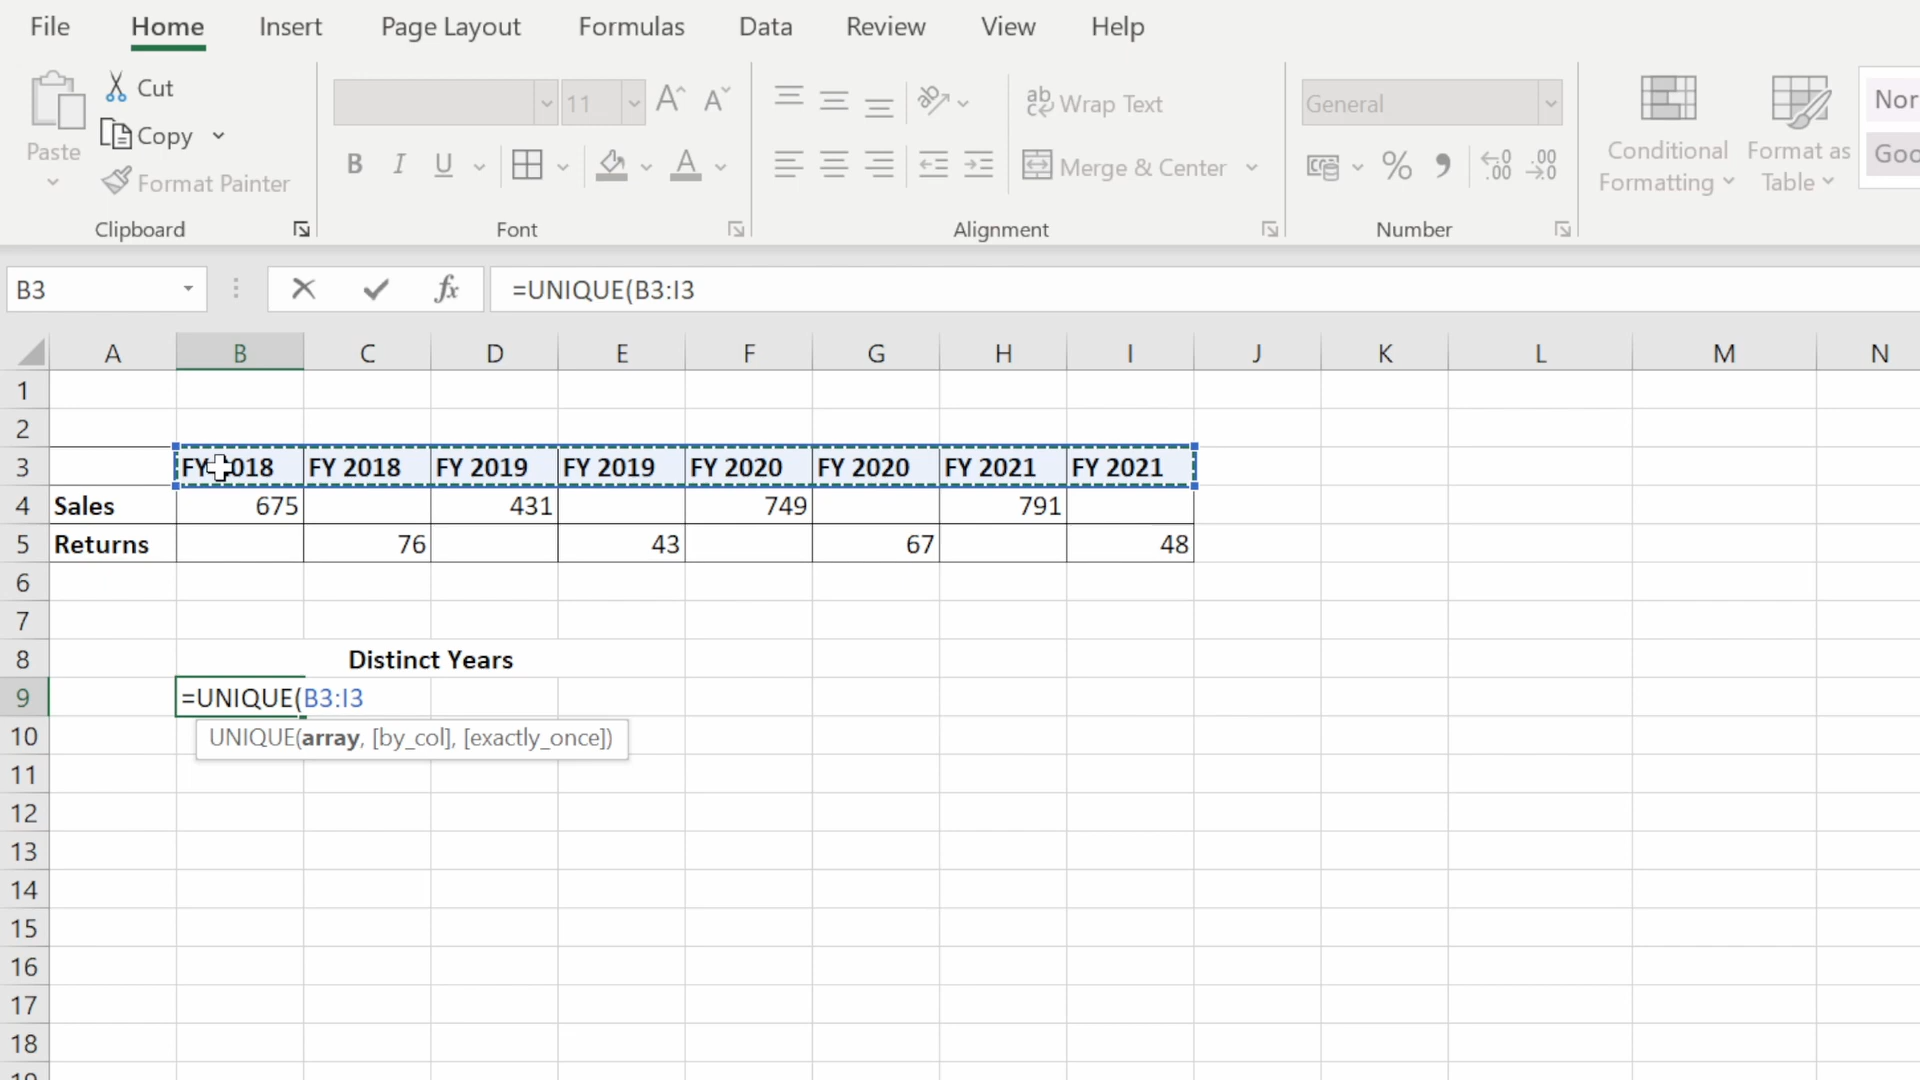 File Home Insert Page Layout Formulas Data Review View Help
Paste
Cut
Copy
Format Painter
Clipboard
11
B I U
Font
Wrap Text
Merge & Center
Alignment
General
Number
Conditional
Formatting
Format as
Table
B3
fx
=UNIQUE(B3:I3
A B C D E F G H I J K L M N
1
2
3 FY 2018 FY 2018 FY 2019 FY 2019 FY 2020 FY 2020 FY 2021 FY 2021
4 Sales 675 431 749 791
5 Returns 76 43 67 48
6
7
8 Distinct Years
9 =UNIQUE(B3:I3
10 UNIQUE(array, [by_col], [exactly_once])
11
12
13
14
15
16
17
18